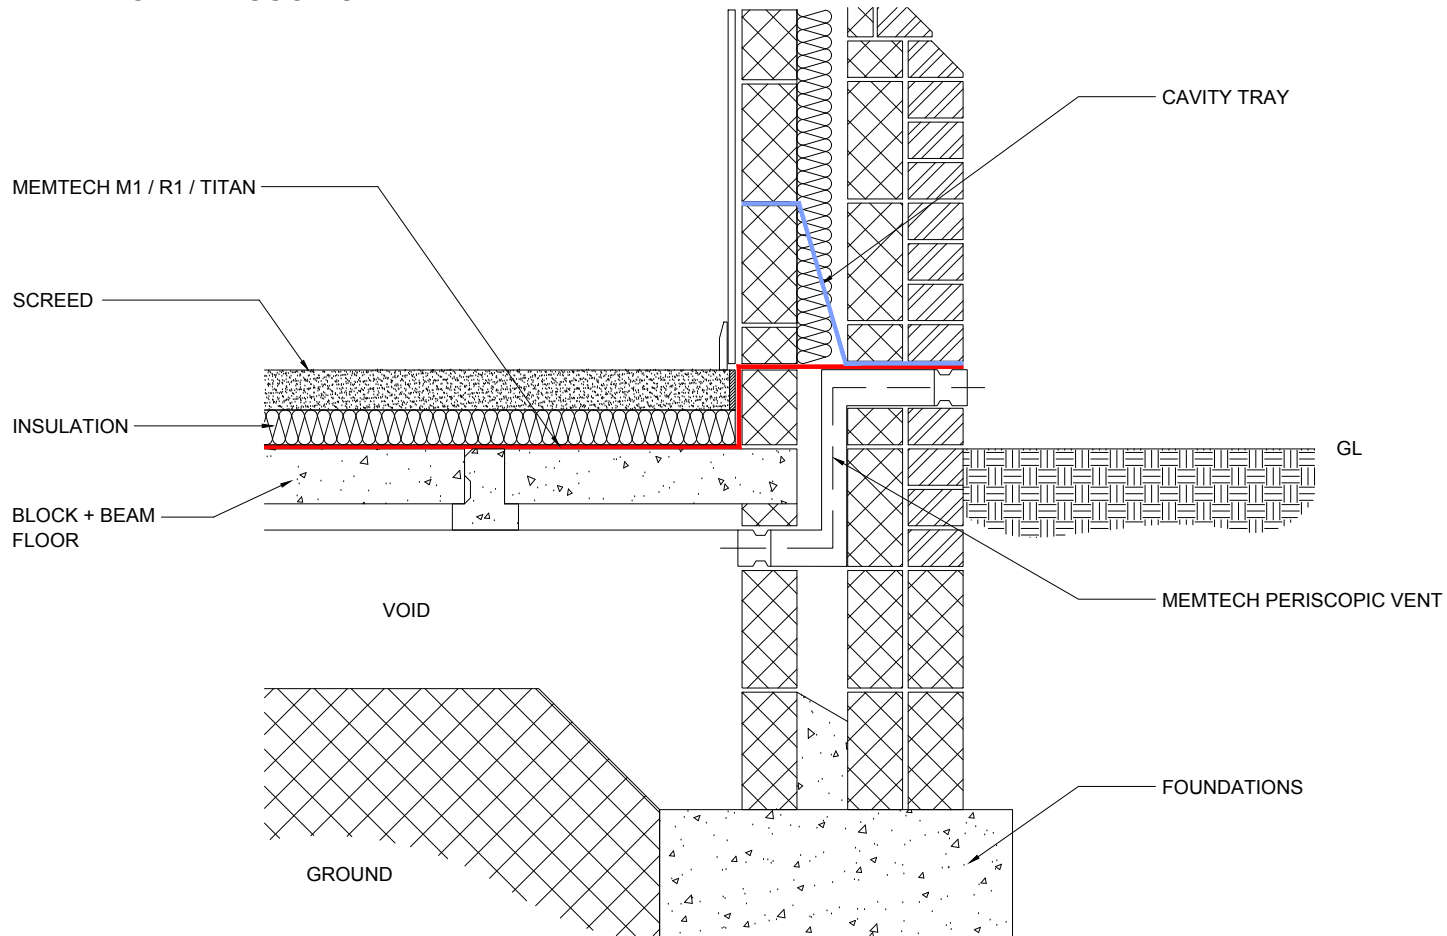 CAVITY TRAY
MEMTECH M1 / R1 / TITAN
SCREED
INSULATION
GL
BLOCK + BEAM
FLOOR
MEMTECH PERISCOPIC VENT
VOID
FOUNDATIONS
GROUND